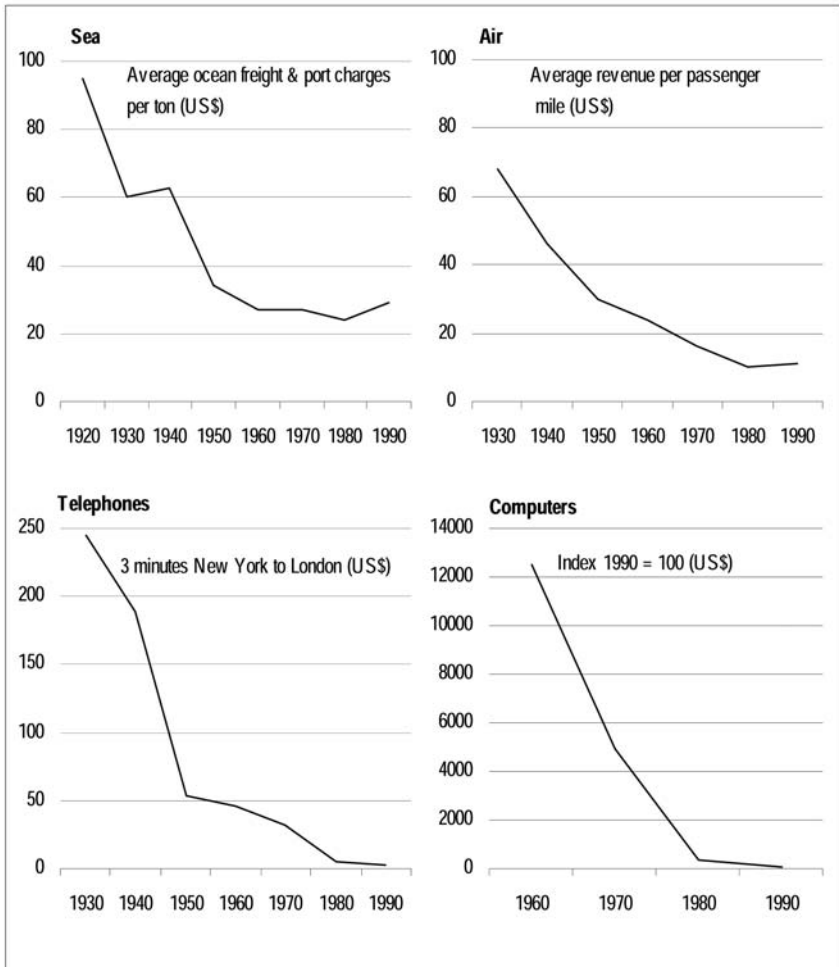 Sea
Average ocean freight & port charges
per ton (US$)
100
80
60
40
20
0
1920 1930 1940 1950 1960 1970 1980 1990
Air
Average revenue per passenger
mile (US$)
100
80
60
40
20
0
1930 1940 1950 1960 1970 1980 1990
Telephones
3 minutes New York to London (US$)
250
200
150
100
50
0
1930 1940 1950 1960 1970 1980 1990
Computers
Index 1990 = 100 (US$)
14000
12000
10000
8000
6000
4000
2000
0
1960 1970 1980 1990